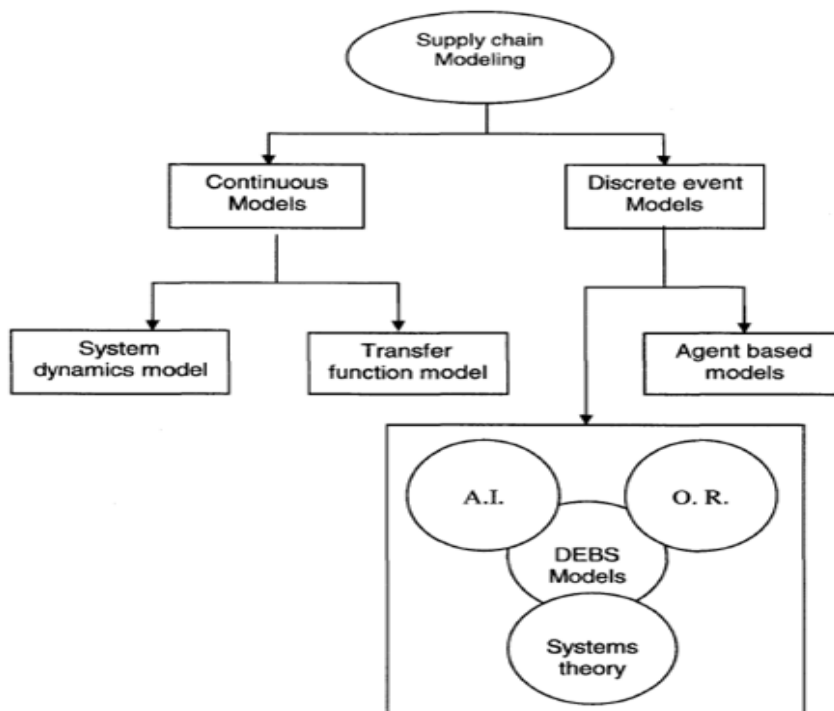 Supply chain
Modeling
Continuous
Models
Discrete event
Models
System
dynamics model
Transfer
function model
Agent based
models
A.I.
O. R.
DEBS
Models
Systems
theory